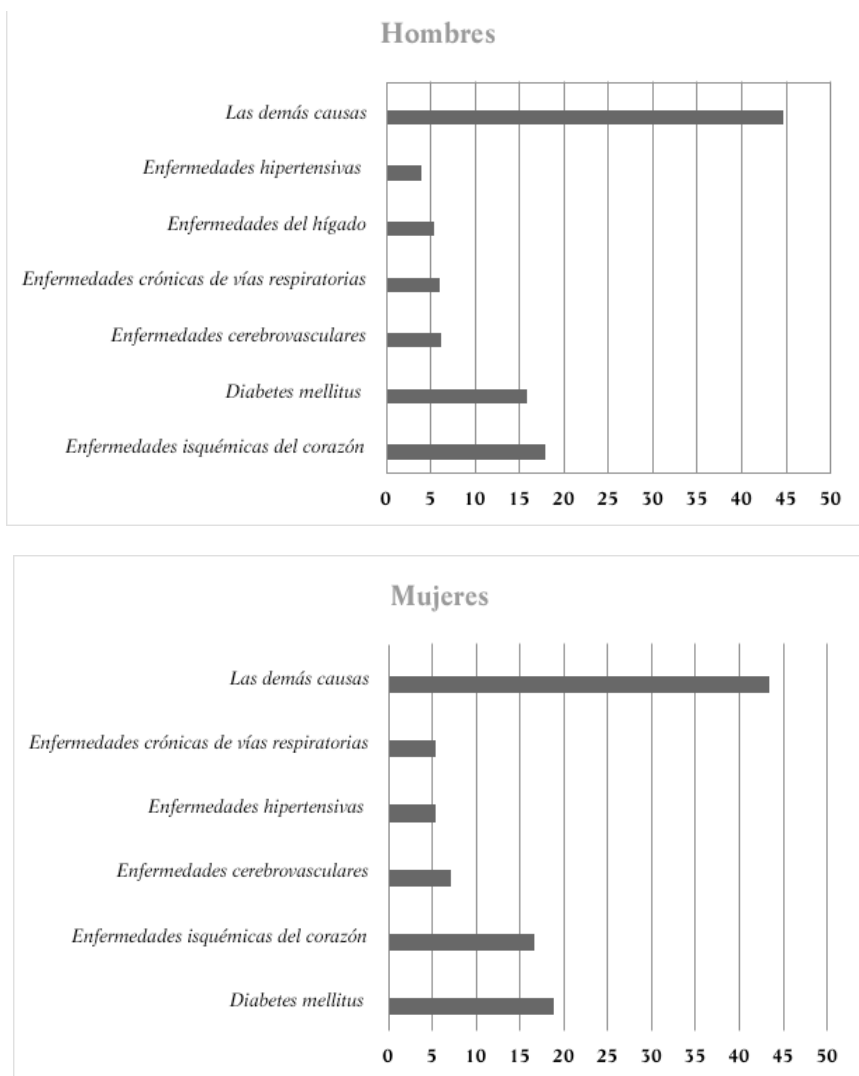 Hombres
Las demás causas
Enfermedades hipertensivas
Enfermedades del hígado
Enfermedades crónicas de vías respiratorias
Enfermedades cerebrovasculares
Diabetes mellitus
Enfermedades isquémicas del corazón
0 5 10 15 20 25 30 35 40 45 50
Mujeres
Las demás causas
Enfermedades crónicas de vías respiratorias
Enfermedades hipertensivas
Enfermedades cerebrovasculares
Enfermedades isquémicas del corazón
Diabetes mellitus
0 5 10 15 20 25 30 35 40 45 50